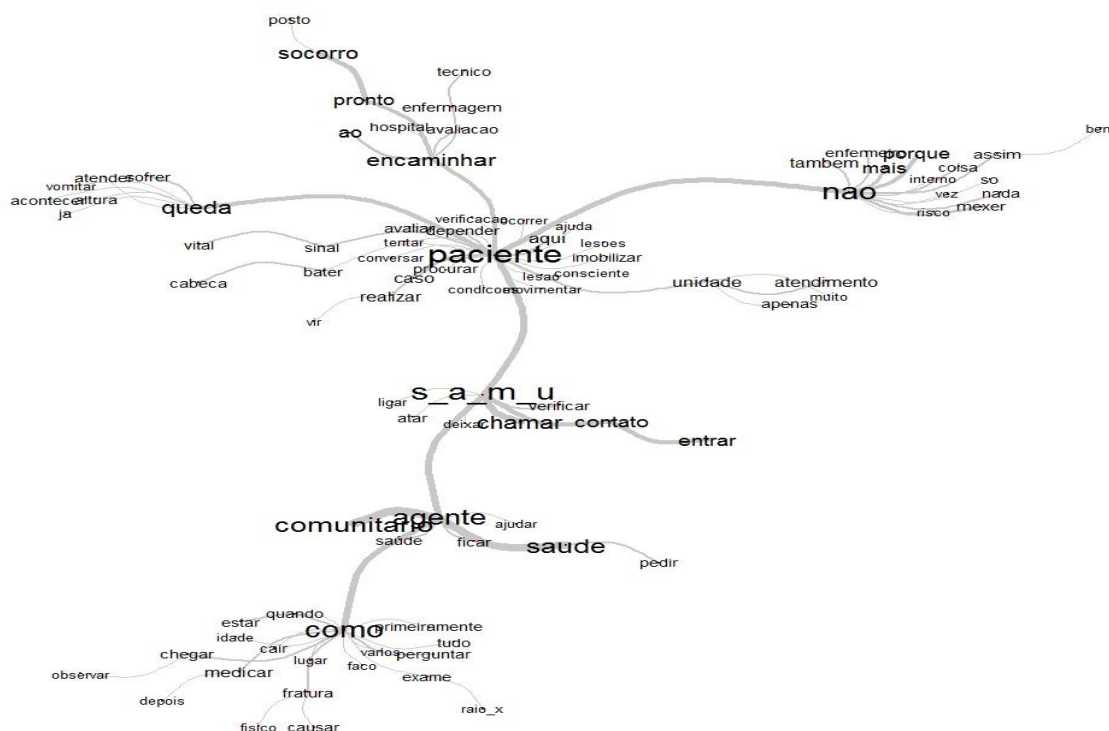 posto
socorro
tecnico
pronto
enfermagem
hospital
avaliacao
ao
encaminhar
bem
enfermeiro
porque
tambem
mais
coisa
assim
interno
nao
vez
so
nada
risco
mexer
atender
sofrer
vomitar
acontecer
altura
ja
queda
verificacao
ocorrer
ajuda
avaliar
depender
aqui
vital
sinal
tentar
lesoes
paciente
conversar
imobilizar
bater
procurar
caso
lesao
consciente
cabeca
condicoes
movimentar
unidade
atendimento
muito
apenas
realizar
vir
s_a_m_u
ligar
verificar
atar
deixar
chamar
contato
entrar
agente
comunitario
ajudar
saude
ficar
saude
pedir
quando
estar
como
primeiramente
idade
cair
tudo
chegar
lugar
varios
perguntar
faco
observar
medicar
exame
fratura
depois
raio_x
fisico
causar